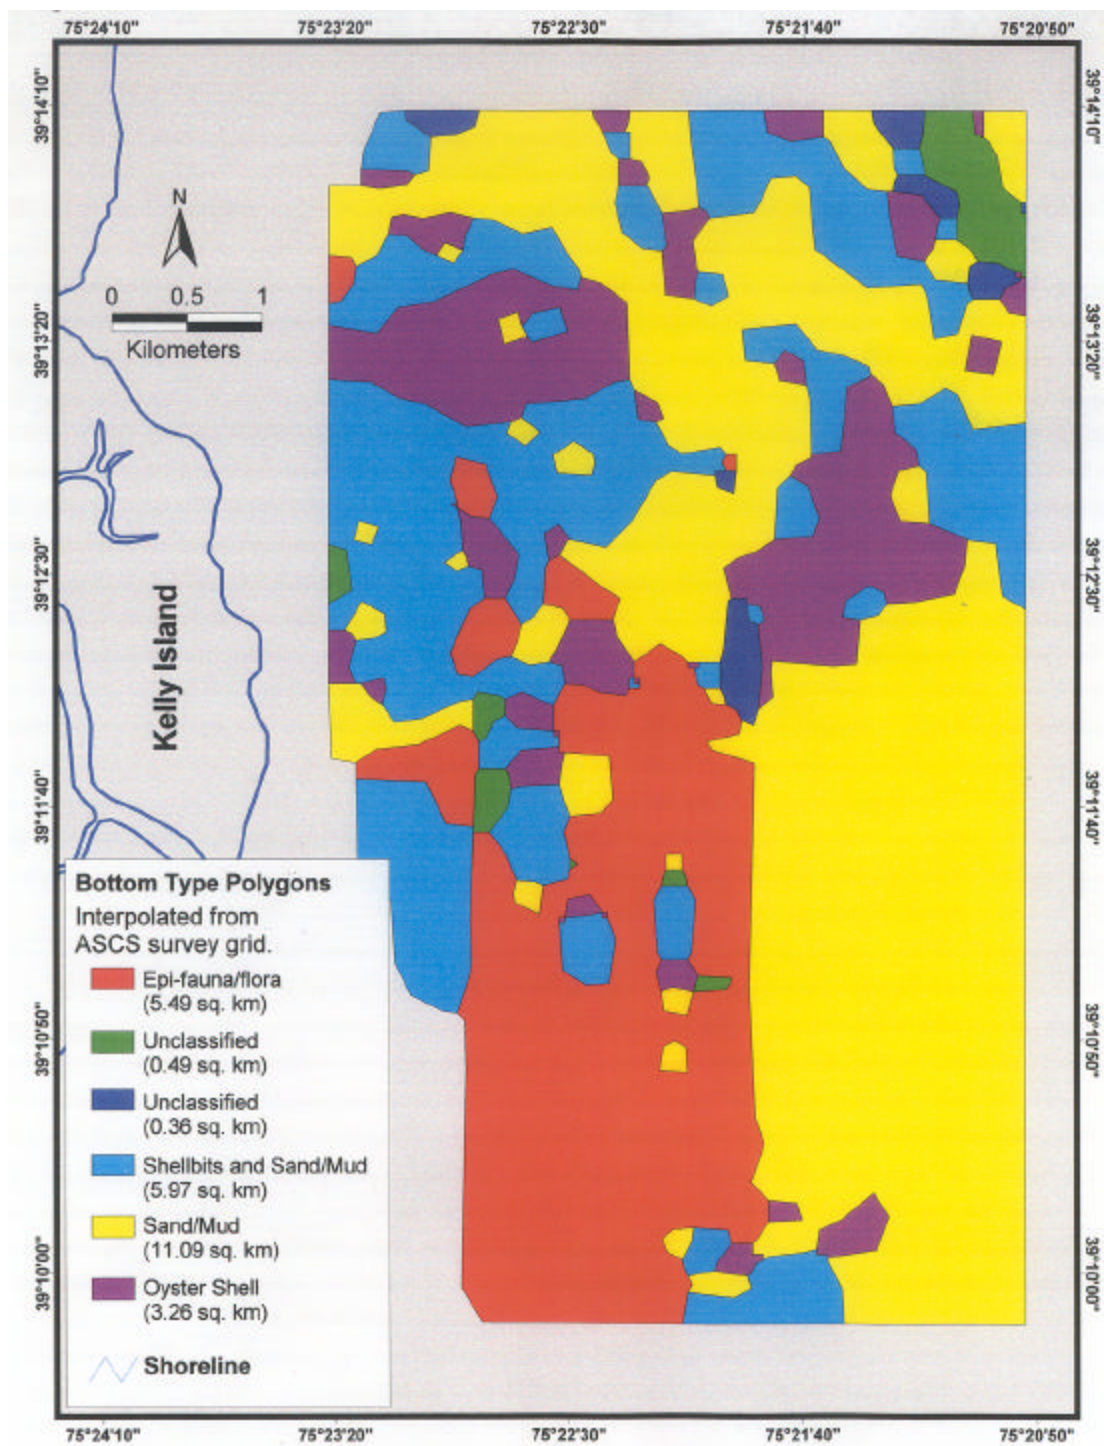 75°24'10" 75°23'20" 75°22'30" 75°21'40" 75°20'50"
39°14'10"
39°14'10"
N
0 0.5 1
Kilometers
39°13'20"
39°13'20"
39°12'30"
39°12'30"
Kelly Island
39°11'40"
39°11'40"
Bottom Type Polygons
Interpolated from
ASCS survey grid.
Epi-fauna/flora
(5.49 sq. km)
Unclassified
(0.49 sq. km)
Unclassified
(0.36 sq. km)
Shellbits and Sand/Mud
(5.97 sq. km)
Sand/Mud
(11.09 sq. km)
Oyster Shell
(3.26 sq. km)
Shoreline
39°10'50"
39°10'50"
39°10'00"
39°10'00"
75°24'10" 75°23'20" 75°22'30" 75°21'40" 75°20'50"